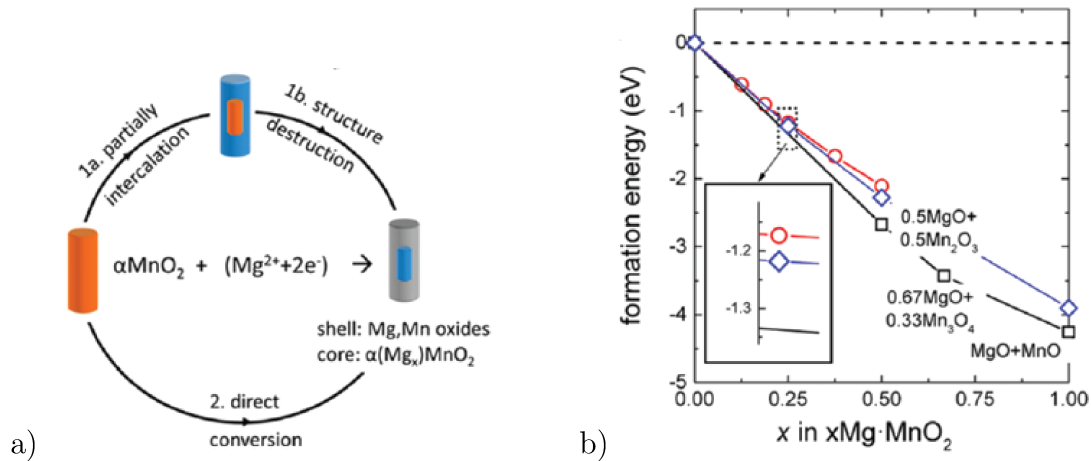 1a. partially
intercalation
1b. structure
destruction
αMnO₂ + (Mg²⁺+2e⁻) →
shell: Mg,Mn oxides
core: α(Mgₓ)MnO₂
2. direct
conversion
a)
formation energy (eV)
0
-1
-2
-3
-4
-5
-1.2
-1.3
0.5MgO+
0.5Mn₂O₃
0.67MgO+
0.33Mn₃O₄
MgO+MnO
0.00 0.25 0.50 0.75 1.00
x in xMg·MnO₂
b)